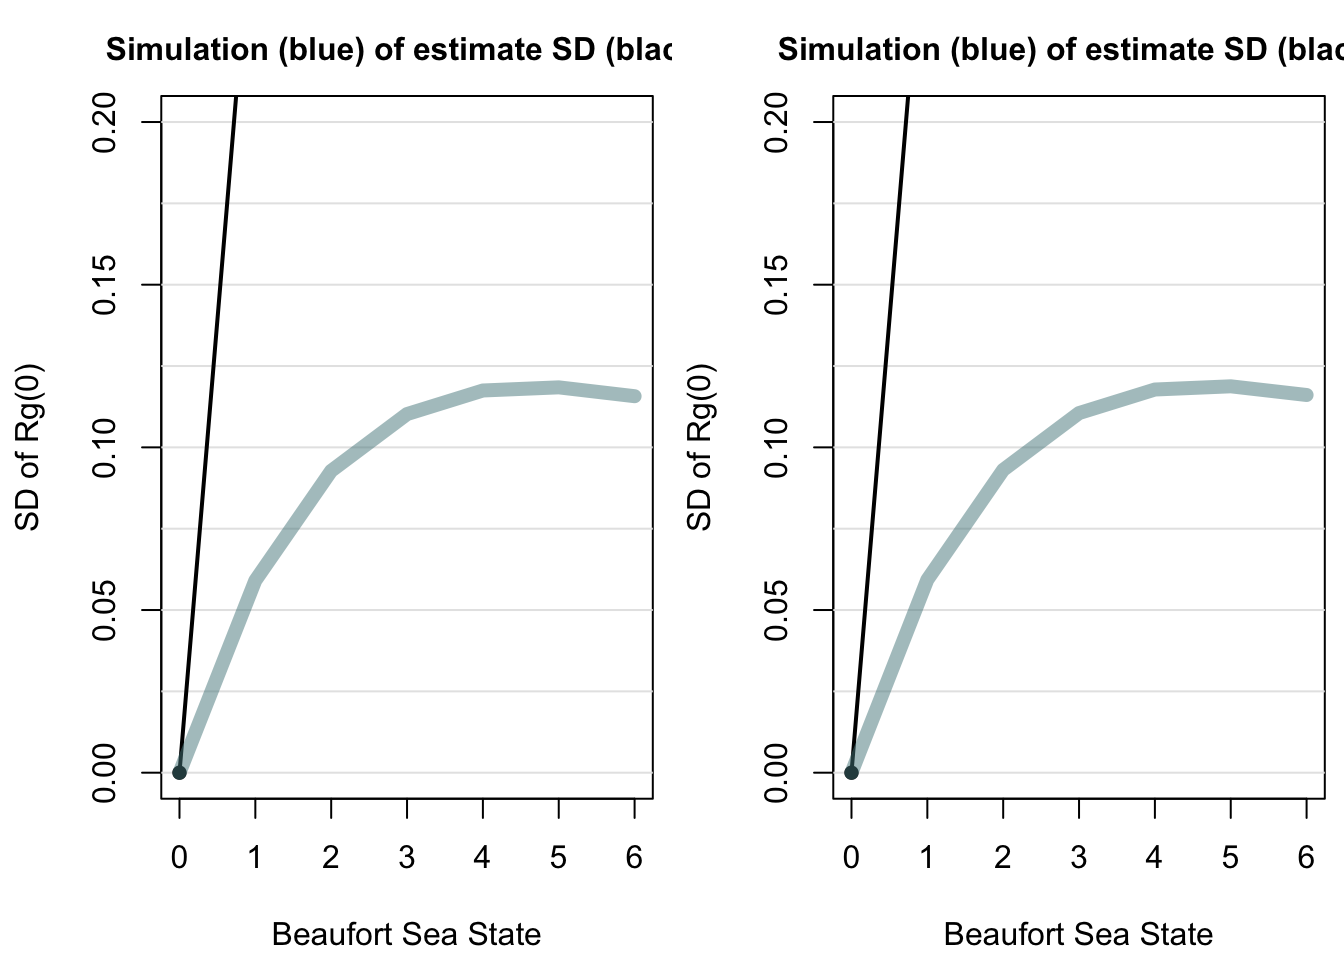 Simulation (blue) of estimate SD (blac
SD of Rg(0)
0.20
0.15
0.10
0.05
0.00
0 1 2 3 4 5 6
Beaufort Sea State
Simulation (blue) of estimate SD (blac
SD of Rg(0)
0.20
0.15
0.10
0.05
0.00
0 1 2 3 4 5 6
Beaufort Sea State